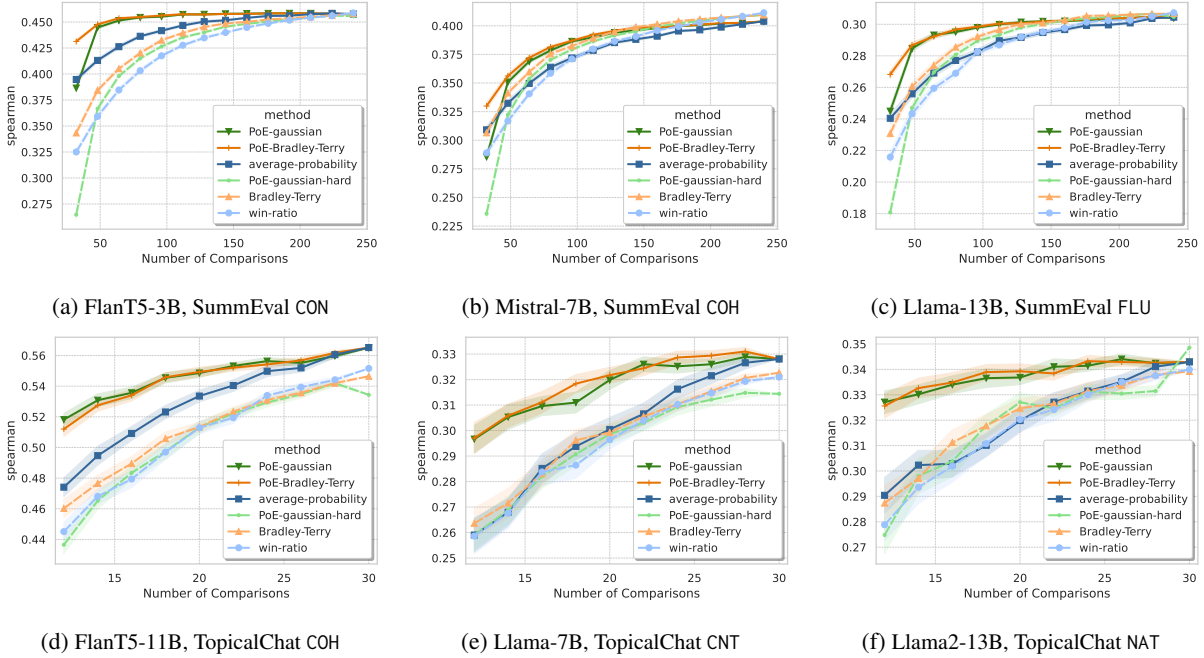 0.450
0.425
0.400
0.375
0.350
0.325
0.300
0.275
spearman
50
100
150
200
250
Number of Comparisons
method
PoE-gaussian
PoE-Bradley-Terry
average-probability
PoE-gaussian-hard
Bradley-Terry
win-ratio
(a) FlanT5-3B, SummEval CON
0.400
0.375
0.350
0.325
0.300
0.275
0.250
0.225
spearman
50
100
150
200
250
Number of Comparisons
method
PoE-gaussian
PoE-Bradley-Terry
average-probability
PoE-gaussian-hard
Bradley-Terry
win-ratio
(b) Mistral-7B, SummEval COH
0.30
0.28
0.26
0.24
0.22
0.20
0.18
spearman
50
100
150
200
250
Number of Comparisons
method
PoE-gaussian
PoE-Bradley-Terry
average-probability
PoE-gaussian-hard
Bradley-Terry
win-ratio
(c) Llama-13B, SummEval FLU
0.56
0.54
0.52
0.50
0.48
0.46
0.44
spearman
15
20
25
30
Number of Comparisons
method
PoE-gaussian
PoE-Bradley-Terry
average-probability
PoE-gaussian-hard
Bradley-Terry
win-ratio
(d) FlanT5-11B, TopicalChat COH
0.33
0.32
0.31
0.30
0.29
0.28
0.27
0.26
0.25
spearman
15
20
25
30
Number of Comparisons
method
PoE-gaussian
PoE-Bradley-Terry
average-probability
PoE-gaussian-hard
Bradley-Terry
win-ratio
(e) Llama-7B, TopicalChat CNT
0.35
0.34
0.33
0.32
0.31
0.30
0.29
0.28
0.27
spearman
15
20
25
30
Number of Comparisons
method
PoE-gaussian
PoE-Bradley-Terry
average-probability
PoE-gaussian-hard
Bradley-Terry
win-ratio
(f) Llama2-13B, TopicalChat NAT